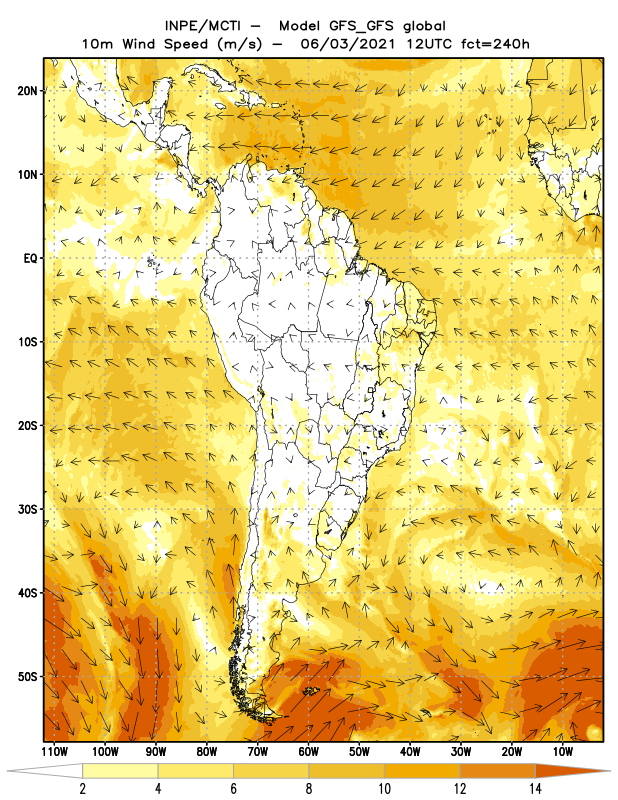 INPE/MCTI – Model GFS_GFS global
10m Wind Speed (m/s) – 06/03/2021 12UTC fct=240h
20N
10N
EQ
10S
20S
30S
40S
50S
110W 100W 90W 80W 70W 60W 50W 40W 30W 20W 10W
2 4 6 8 10 12 14